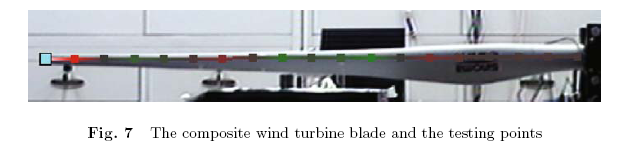 Fig. 7 The composite wind turbine blade and the testing points